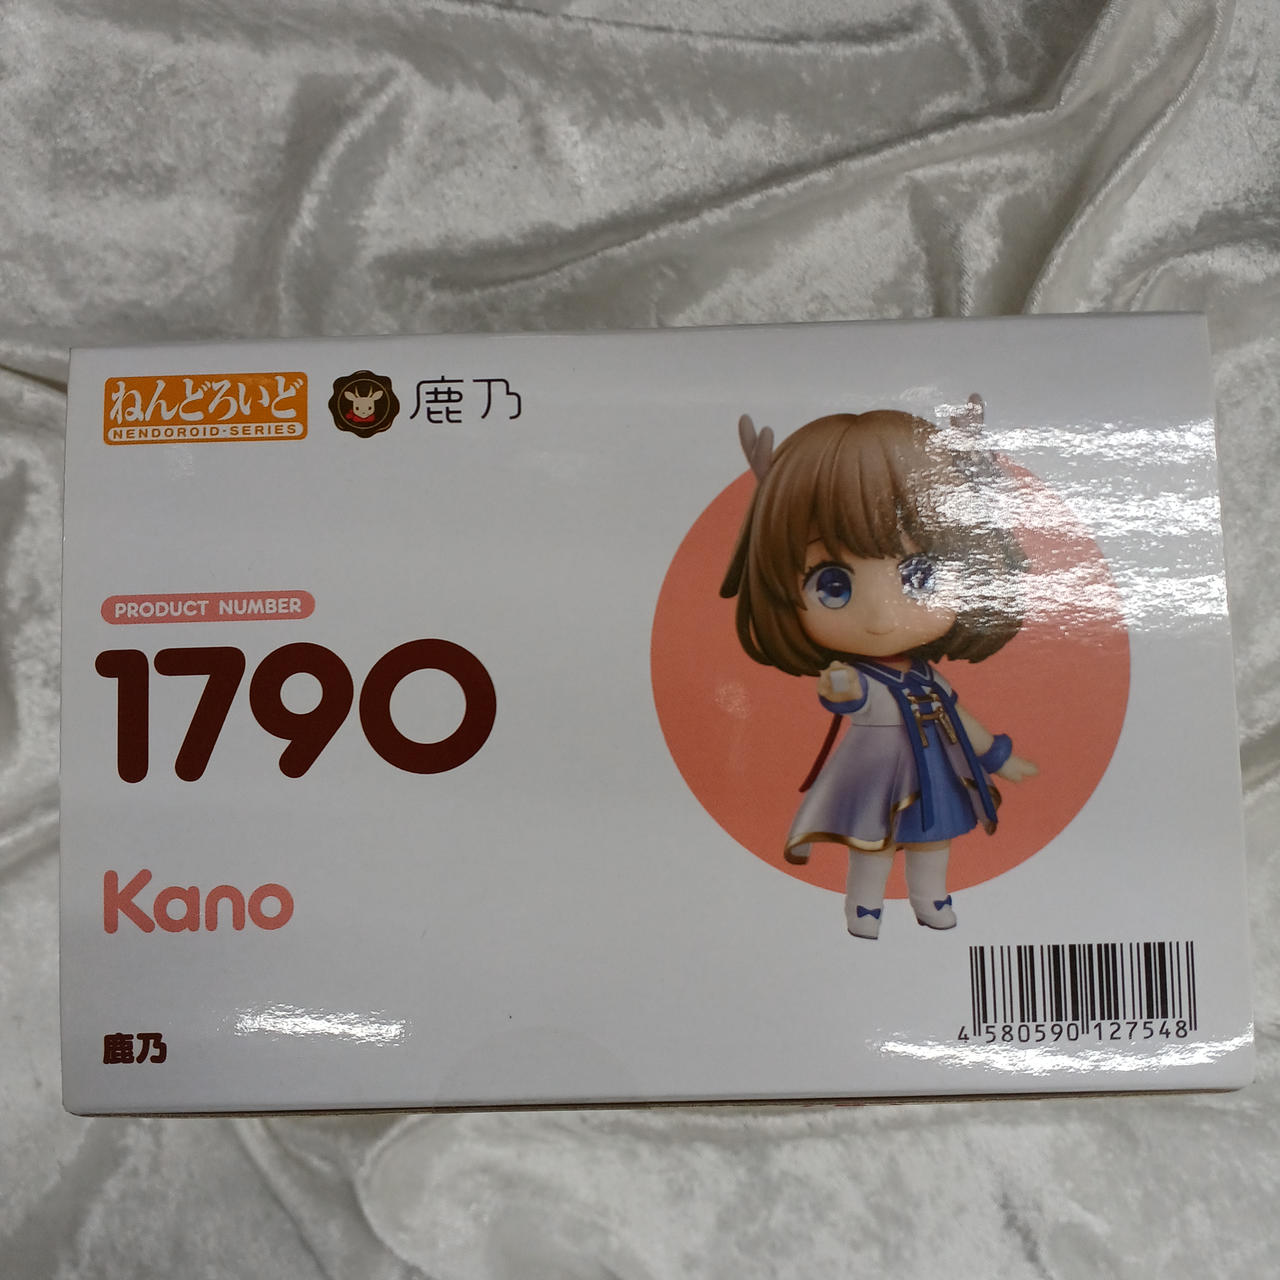 ねんどろいど
NENDOROID・SERIES
鹿乃
PRODUCT NUMBER
1790
Kano
鹿乃
4 580590 127548